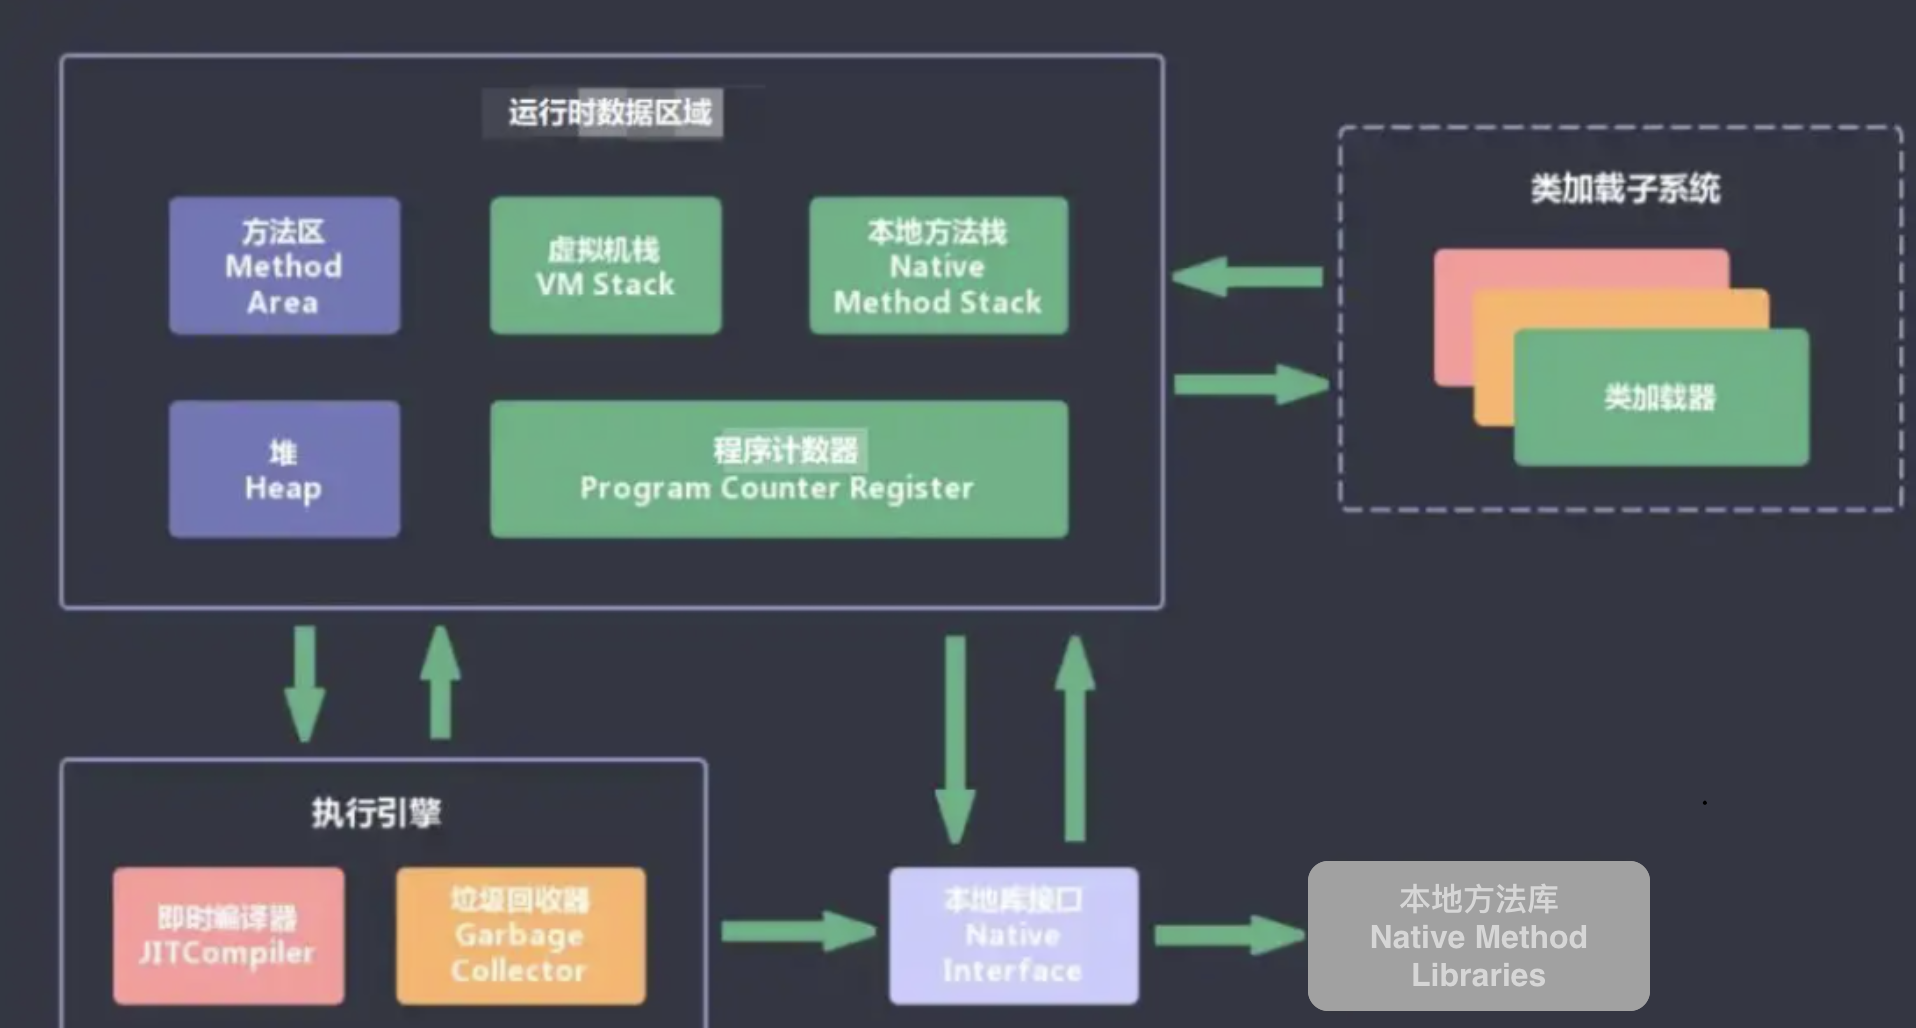 运行时数据区域
方法区
Method
Area
虚拟机栈
VM Stack
本地方法栈
Native
Method Stack
堆
Heap
程序计数器
Program Counter Register
类加载子系统
类加载器
执行引擎
即时编译器
JITCompiler
垃圾回收器
Garbage
Collector
本地库接口
Native
Interface
本地方法库
Native Method
Libraries